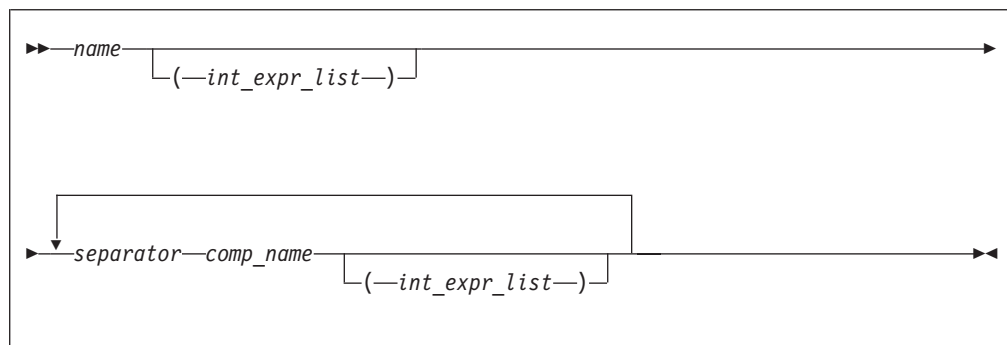 name
(int_expr_list)
separator comp_name
(int_expr_list)